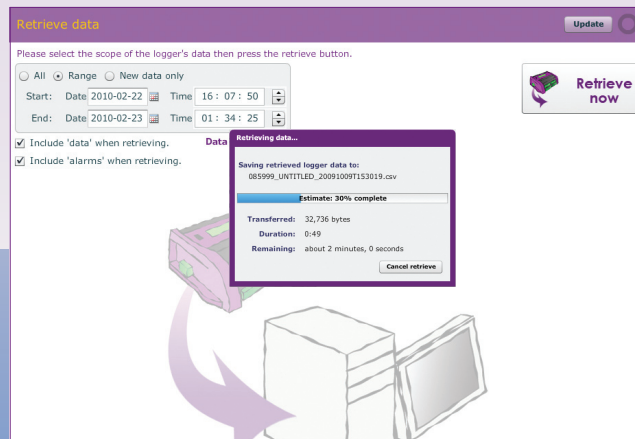 Retrieve data
Update
Please select the scope of the logger's data then press the retrieve button.
All Range New data only
Start: Date 2010-02-22 Time 16 : 07 : 50
End: Date 2010-02-23 Time 01 : 34 : 25
Retrieve
now
Include 'data' when retrieving.
Data
Include 'alarms' when retrieving.
Retrieving data...
Saving retrieved logger data to:
085999_UNTITLED_20091009T153019.csv
Estimate: 30% complete
Transferred: 32,736 bytes
Duration: 0:49
Remaining: about 2 minutes, 0 seconds
Cancel retrieve